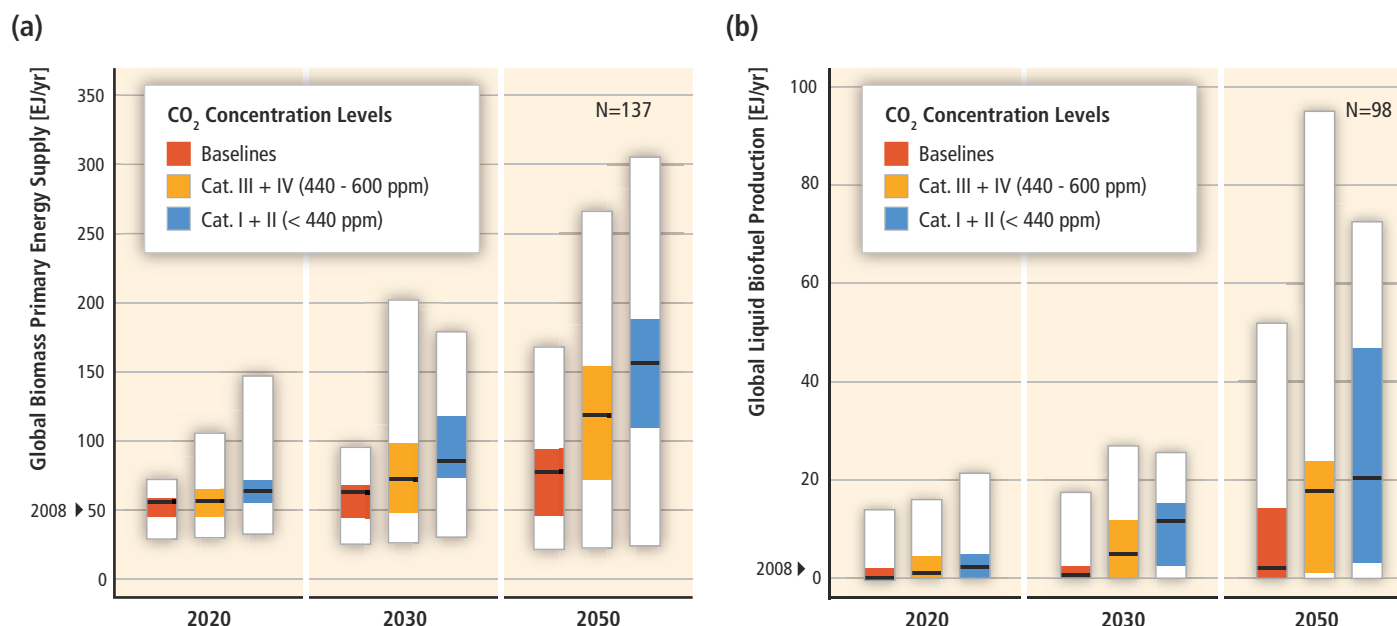 (a)
Global Biomass Primary Energy Supply [EJ/yr]
350
300
250
200
150
100
50
0
2008
CO2 Concentration Levels
Baselines
Cat. III + IV (440 - 600 ppm)
Cat. I + II (< 440 ppm)
N=137
2020
2030
2050
(b)
Global Liquid Biofuel Production [EJ/yr]
100
80
60
40
20
0
2008
CO2 Concentration Levels
Baselines
Cat. III + IV (440 - 600 ppm)
Cat. I + II (< 440 ppm)
N=98
2020
2030
2050